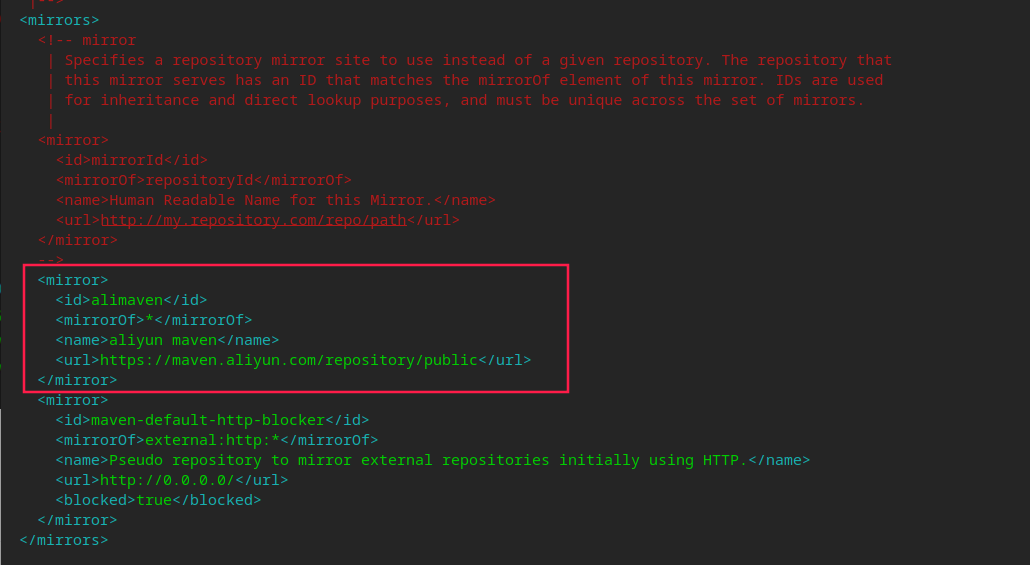 |-->
<mirrors>
<!-- mirror
| Specifies a repository mirror site to use instead of a given repository. The repository that
| this mirror serves has an ID that matches the mirrorOf element of this mirror. IDs are used
| for inheritance and direct lookup purposes, and must be unique across the set of mirrors.
|
<mirror>
<id>mirrorId</id>
<mirrorOf>repositoryId</mirrorOf>
<name>Human Readable Name for this Mirror.</name>
<url>http://my.repository.com/repo/path</url>
</mirror>
-->
<mirror>
<id>alimaven</id>
<mirrorOf>*</mirrorOf>
<name>aliyun maven</name>
<url>https://maven.aliyun.com/repository/public</url>
</mirror>
<mirror>
<id>maven-default-http-blocker</id>
<mirrorOf>external:http:*</mirrorOf>
<name>Pseudo repository to mirror external repositories initially using HTTP.</name>
<url>http://0.0.0.0/</url>
<blocked>true</blocked>
</mirror>
</mirrors>